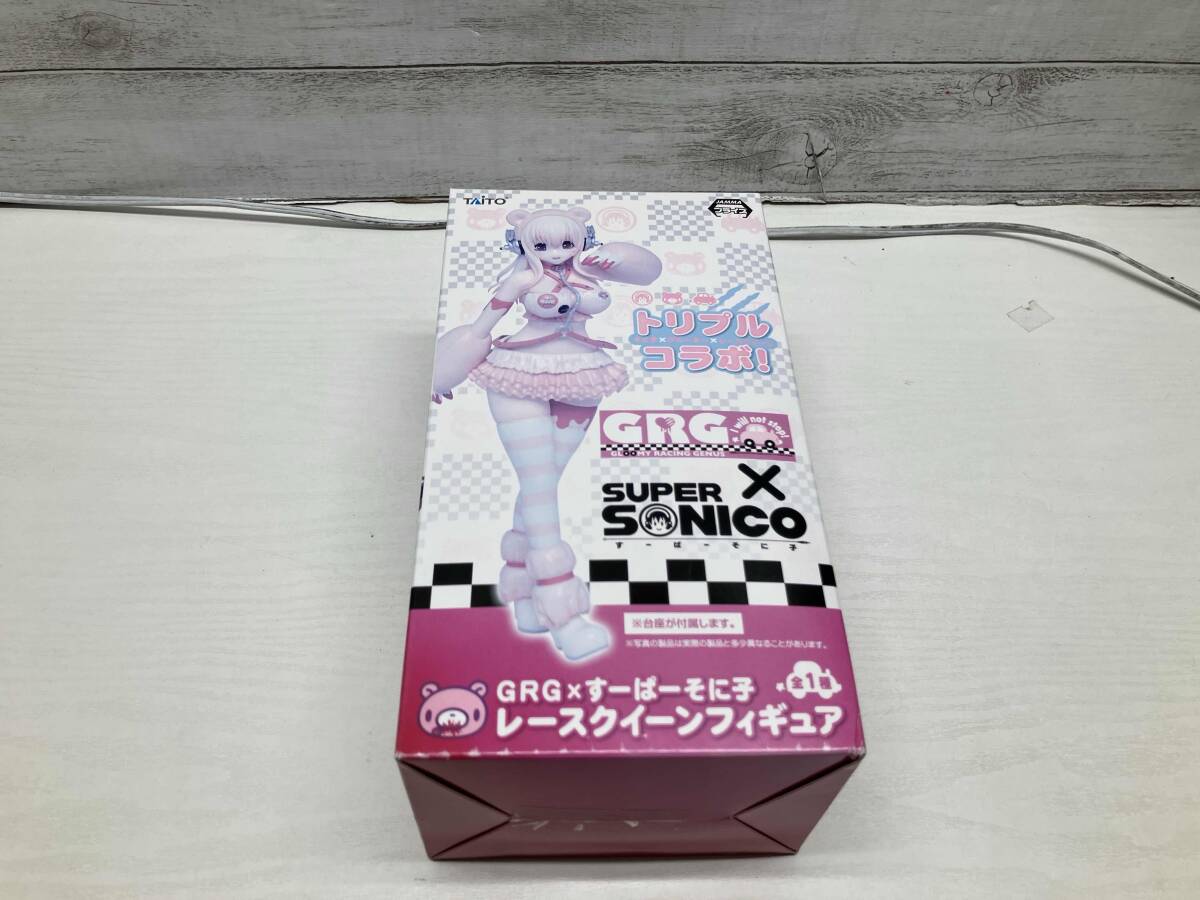 TAITO
JAMMA
プライズ
トリプル
コラボ!
GRG
I will not stop!
GLOOMY RACING GENUS
×
SUPER
SONICO
すーぱーそに子
※台座が付属します。
※写真の製品は実際の製品と多少異なることがあります。
GRG×すーぱーそに子
全1種
レースクイーンフィギュア